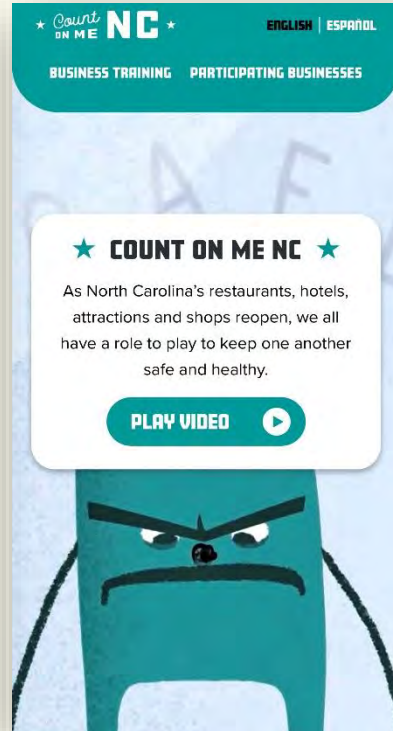 Count
ON ME NC
ENGLISH | ESPAÑOL
BUSINESS TRAINING PARTICIPATING BUSINESSES
SAFE
COUNT ON ME NC
As North Carolina's restaurants, hotels,
attractions and shops reopen, we all
have a role to play to keep one another
safe and healthy.
PLAY VIDEO